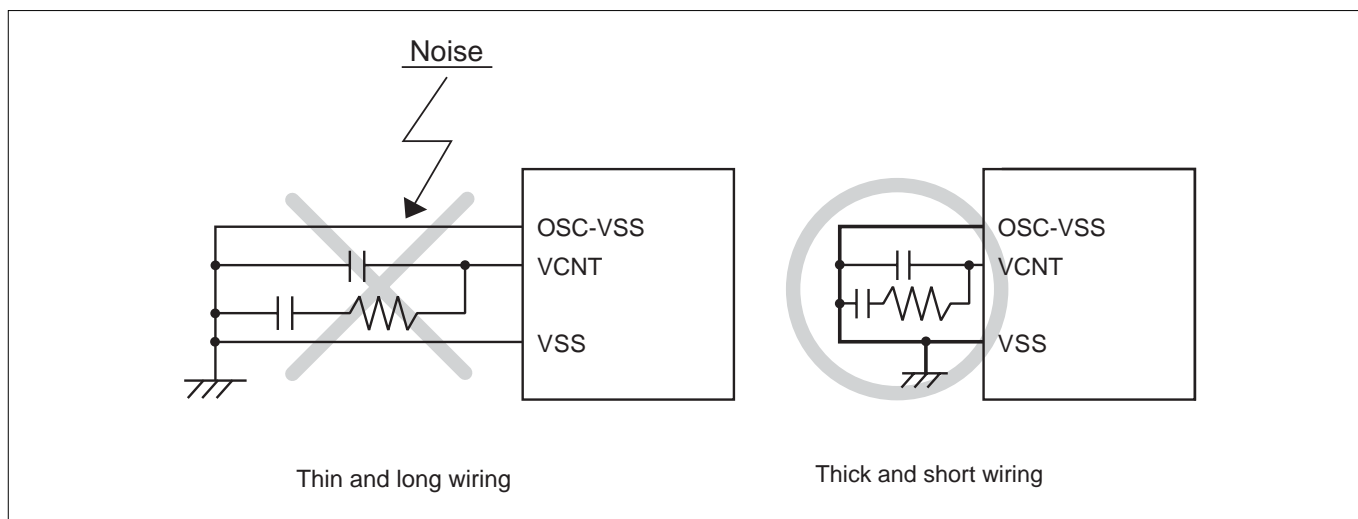 Noise
OSC-VSS
VCNT
VSS
Thin and long wiring
OSC-VSS
VCNT
VSS
Thick and short wiring